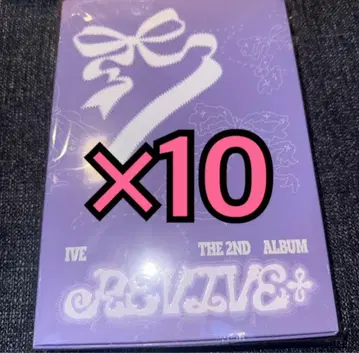 ×10
IVE THE 2ND ALBUM
REVIVE+